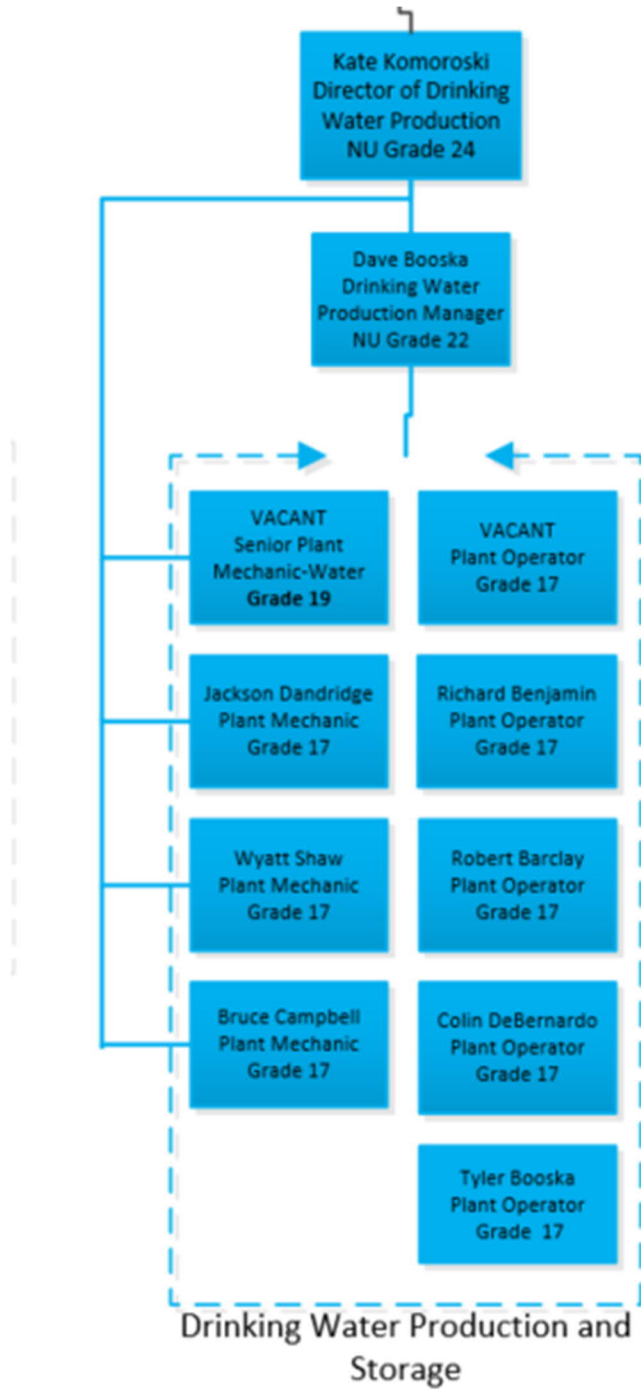 Kate Komoroski
Director of Drinking
Water Production
NU Grade 24
Dave Booska
Drinking Water
Production Manager
NU Grade 22
VACANT
Senior Plant
Mechanic-Water
Grade 19
VACANT
Plant Operator
Grade 17
Jackson Dandridge
Plant Mechanic
Grade 17
Richard Benjamin
Plant Operator
Grade 17
Wyatt Shaw
Plant Mechanic
Grade 17
Robert Barclay
Plant Operator
Grade 17
Bruce Campbell
Plant Mechanic
Grade 17
Colin DeBernardo
Plant Operator
Grade 17
Tyler Booska
Plant Operator
Grade 17
Drinking Water Production and
Storage